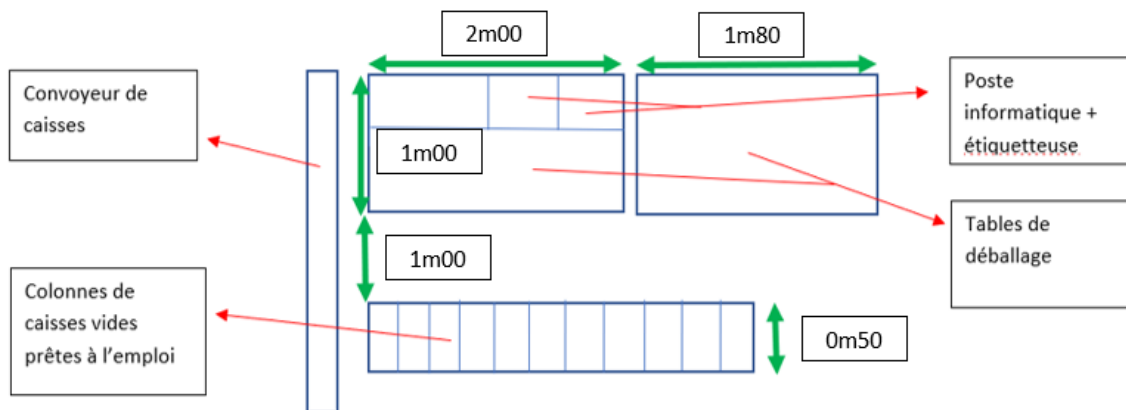 2m00
1m80
Convoyeur de
caisses
Poste
informatique +
étiquetteuse
1m00
Tables de
déballage
1m00
Colonnes de
caisses vides
prêtes à l'emploi
0m50